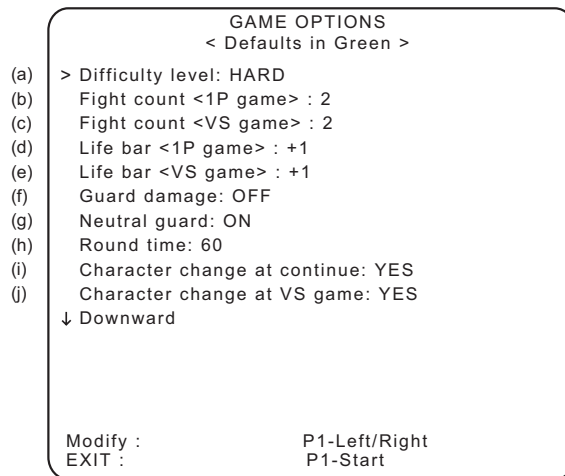 GAME OPTIONS
< Defaults in Green >
(a) > Difficulty level: HARD
(b) Fight count <1P game> : 2
(c) Fight count <VS game> : 2
(d) Life bar <1P game> : +1
(e) Life bar <VS game> : +1
(f) Guard damage: OFF
(g) Neutral guard: ON
(h) Round time: 60
(i) Character change at continue: YES
(j) Character change at VS game: YES
↓ Downward
Modify : P1-Left/Right
EXIT : P1-Start